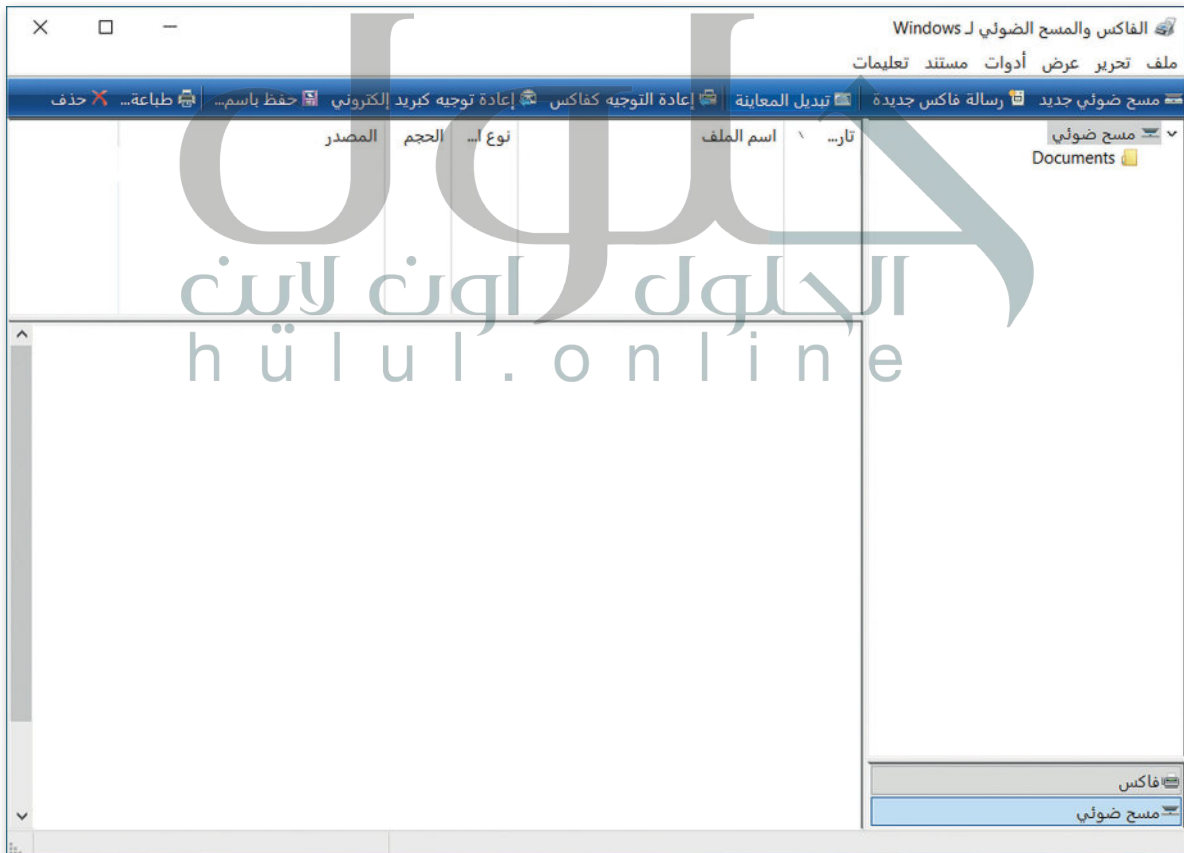 الفاكس والمسح الضوئي لـ Windows
ملف تحرير عرض أدوات مستند تعليمات
مسح ضوئي جديد رسالة فاكس جديدة تبديل المعاينة إعادة التوجيه كفاكس إعادة توجيه كبريد إلكتروني حفظ باسم... طباعة... حذف
مسح ضوئي
Documents
تار... اسم الملف نوع ا... الحجم المصدر
حلول
الحلول اون لاين
hülul.online
فاكس
مسح ضوئي